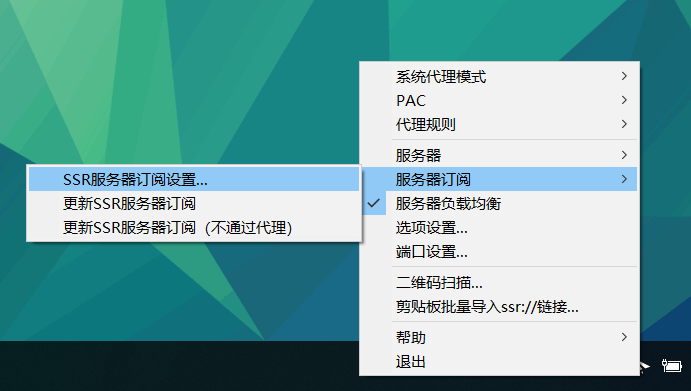 系统代理模式
PAC
代理规则
服务器
服务器订阅
服务器负载均衡
选项设置...
端口设置...
二维码扫描...
剪贴板批量导入ssr://链接...
帮助
退出
SSR服务器订阅设置...
更新SSR服务器订阅
更新SSR服务器订阅（不通过代理）